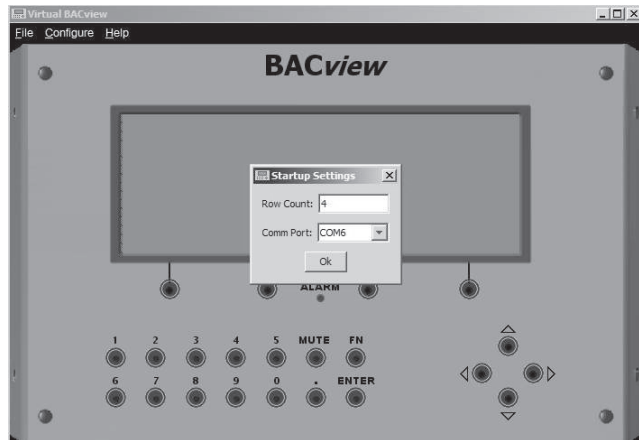 Virtual BACview
File Configure Help
BACview
Startup Settings
Row Count: 4
Comm Port: COM6
Ok
ALARM
1 2 3 4 5 MUTE FN
6 7 8 9 0 . ENTER